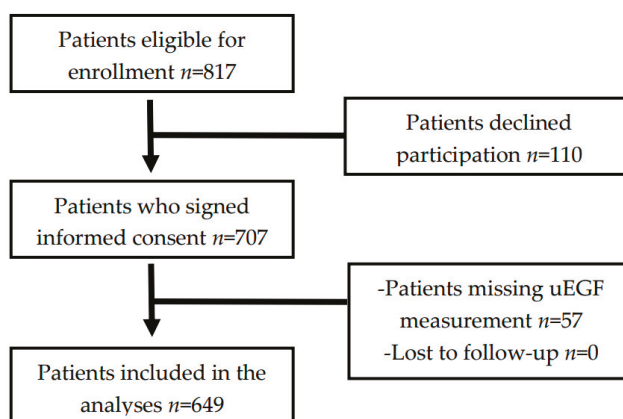 Patients eligible for
enrollment n=817
Patients declined
participation n=110
Patients who signed
informed consent n=707
-Patients missing uEGF
measurement n=57
-Lost to follow-up n=0
Patients included in the
analyses n=649